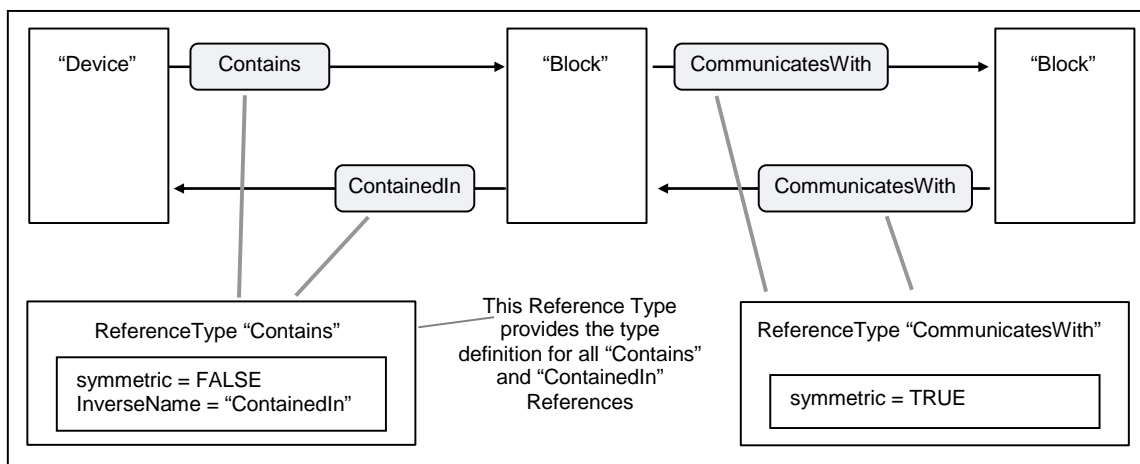 “Device”
Contains
“Block”
CommunicatesWith
“Block”
ContainedIn
CommunicatesWith
ReferenceType “Contains”
symmetric = FALSE
InverseName = “ContainedIn”
This Reference Type
provides the type
definition for all “Contains”
and “ContainedIn”
References
ReferenceType “CommunicatesWith”
symmetric = TRUE